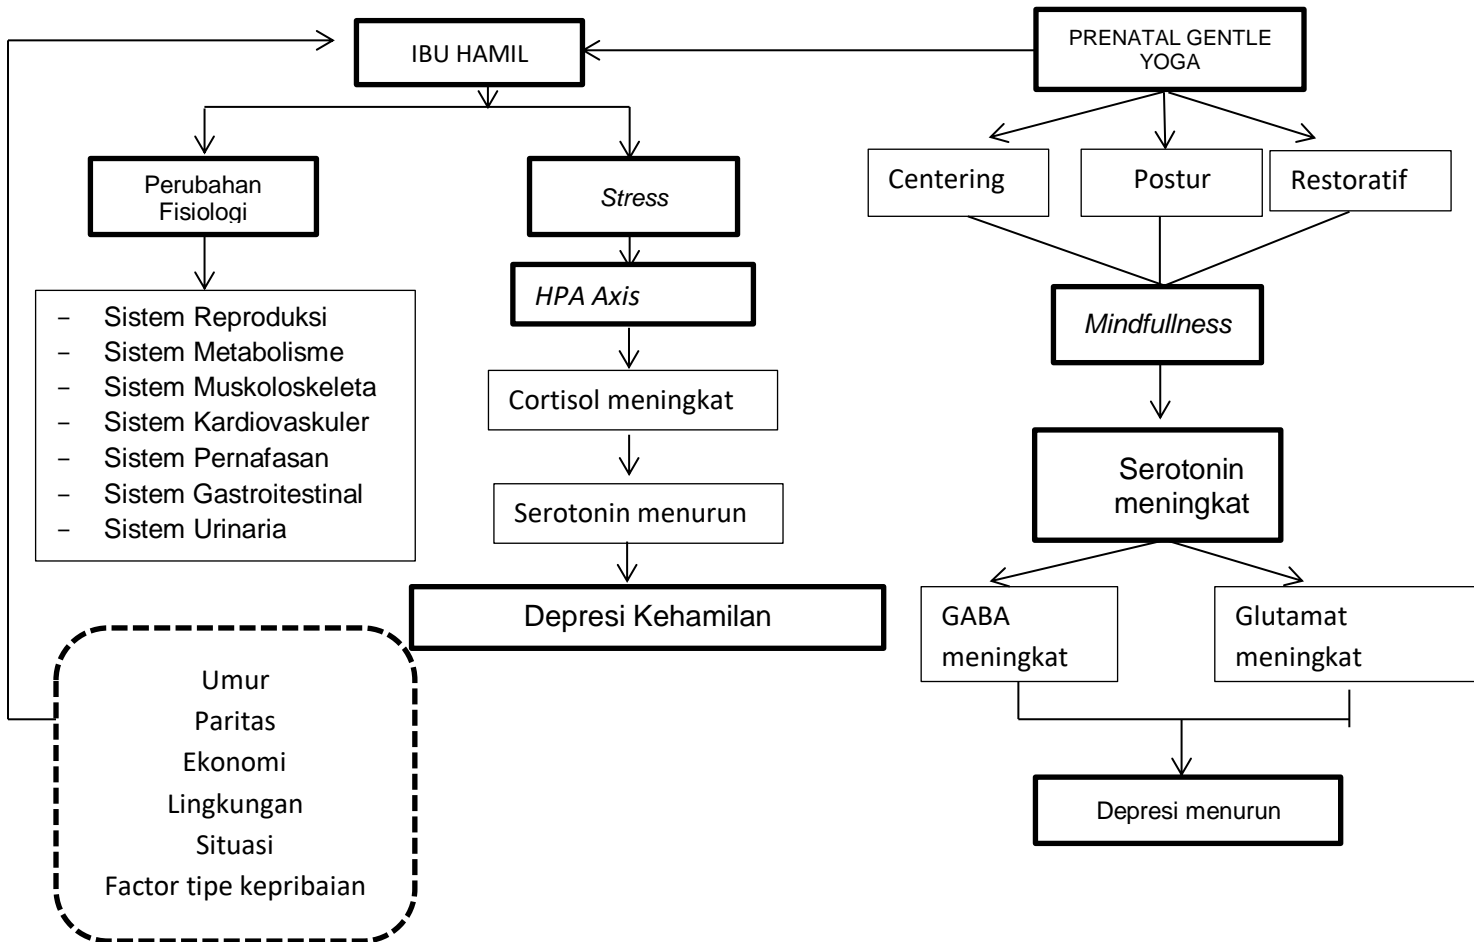 IBU HAMIL
PRENATAL GENTLE
YOGA
Perubahan
Fisiologi
Stress
Centering
Postur
Restoratif
HPA Axis
Mindfullness
- Sistem Reproduksi
- Sistem Metabolisme
- Sistem Muskoloskeleta
- Sistem Kardiovaskuler
- Sistem Pernafasan
- Sistem Gastroitestinal
- Sistem Urinaria
Cortisol meningkat
Serotonin menurun
Depresi Kehamilan
Serotonin
meningkat
GABA
meningkat
Glutamat
meningkat
Depresi menurun
Umur
Paritas
Ekonomi
Lingkungan
Situasi
Factor tipe kepribaian